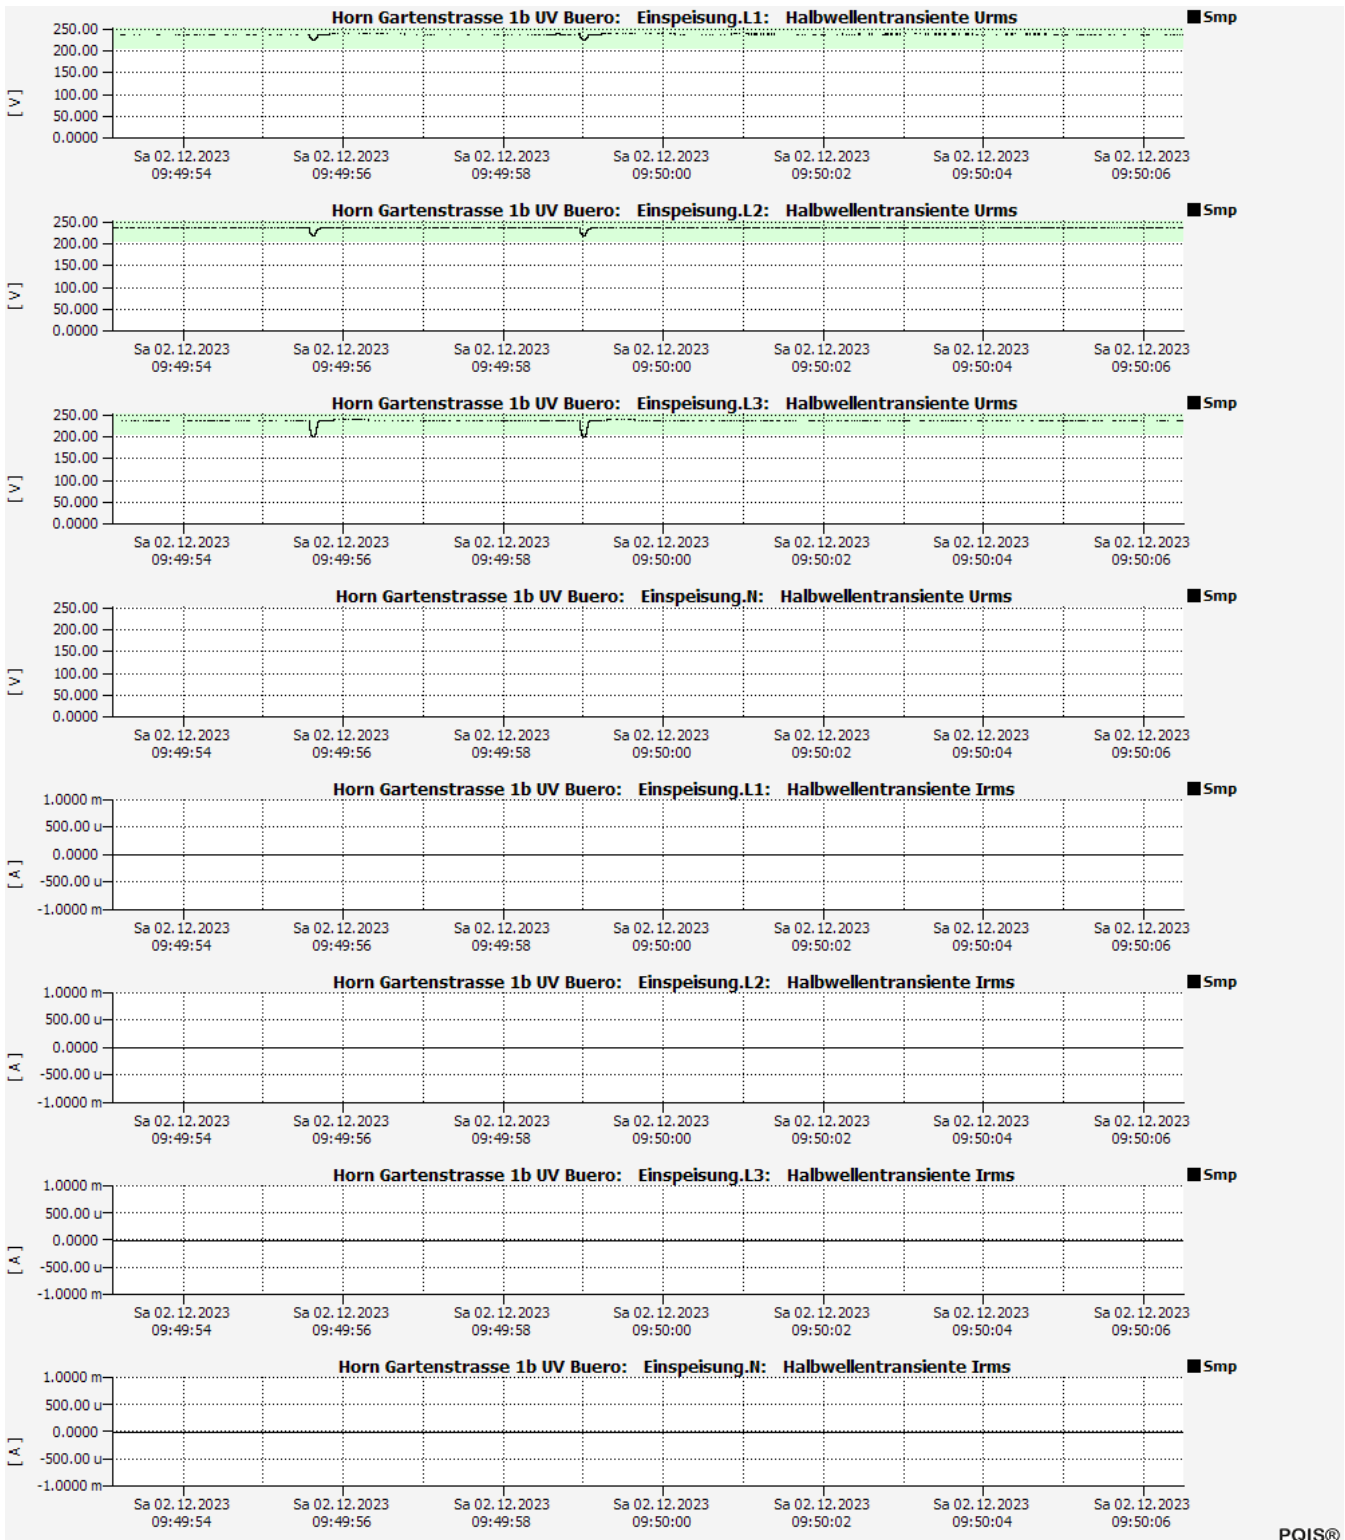 Horn Gartenstrasse 1b UV Buero: Einspeisung.L1: Halbwellentransiente Urms
Smp
250.00
200.00
150.00
100.00
50.000
0.0000
[ V ]
Sa 02.12.2023 Sa 02.12.2023 Sa 02.12.2023 Sa 02.12.2023 Sa 02.12.2023 Sa 02.12.2023 Sa 02.12.2023
09:49:54 09:49:56 09:49:58 09:50:00 09:50:02 09:50:04 09:50:06
Horn Gartenstrasse 1b UV Buero: Einspeisung.L2: Halbwellentransiente Urms
Smp
250.00
200.00
150.00
100.00
50.000
0.0000
[ V ]
Sa 02.12.2023 Sa 02.12.2023 Sa 02.12.2023 Sa 02.12.2023 Sa 02.12.2023 Sa 02.12.2023 Sa 02.12.2023
09:49:54 09:49:56 09:49:58 09:50:00 09:50:02 09:50:04 09:50:06
Horn Gartenstrasse 1b UV Buero: Einspeisung.L3: Halbwellentransiente Urms
Smp
250.00
200.00
150.00
100.00
50.000
0.0000
[ V ]
Sa 02.12.2023 Sa 02.12.2023 Sa 02.12.2023 Sa 02.12.2023 Sa 02.12.2023 Sa 02.12.2023 Sa 02.12.2023
09:49:54 09:49:56 09:49:58 09:50:00 09:50:02 09:50:04 09:50:06
Horn Gartenstrasse 1b UV Buero: Einspeisung.N: Halbwellentransiente Urms
Smp
250.00
200.00
150.00
100.00
50.000
0.0000
[ V ]
Sa 02.12.2023 Sa 02.12.2023 Sa 02.12.2023 Sa 02.12.2023 Sa 02.12.2023 Sa 02.12.2023 Sa 02.12.2023
09:49:54 09:49:56 09:49:58 09:50:00 09:50:02 09:50:04 09:50:06
Horn Gartenstrasse 1b UV Buero: Einspeisung.L1: Halbwellentransiente Irms
Smp
1.0000 m
500.00 u
0.0000
-500.00 u
-1.0000 m
[ A ]
Sa 02.12.2023 Sa 02.12.2023 Sa 02.12.2023 Sa 02.12.2023 Sa 02.12.2023 Sa 02.12.2023 Sa 02.12.2023
09:49:54 09:49:56 09:49:58 09:50:00 09:50:02 09:50:04 09:50:06
Horn Gartenstrasse 1b UV Buero: Einspeisung.L2: Halbwellentransiente Irms
Smp
1.0000 m
500.00 u
0.0000
-500.00 u
-1.0000 m
[ A ]
Sa 02.12.2023 Sa 02.12.2023 Sa 02.12.2023 Sa 02.12.2023 Sa 02.12.2023 Sa 02.12.2023 Sa 02.12.2023
09:49:54 09:49:56 09:49:58 09:50:00 09:50:02 09:50:04 09:50:06
Horn Gartenstrasse 1b UV Buero: Einspeisung.L3: Halbwellentransiente Irms
Smp
1.0000 m
500.00 u
0.0000
-500.00 u
-1.0000 m
[ A ]
Sa 02.12.2023 Sa 02.12.2023 Sa 02.12.2023 Sa 02.12.2023 Sa 02.12.2023 Sa 02.12.2023 Sa 02.12.2023
09:49:54 09:49:56 09:49:58 09:50:00 09:50:02 09:50:04 09:50:06
Horn Gartenstrasse 1b UV Buero: Einspeisung.N: Halbwellentransiente Irms
Smp
1.0000 m
500.00 u
0.0000
-500.00 u
-1.0000 m
[ A ]
Sa 02.12.2023 Sa 02.12.2023 Sa 02.12.2023 Sa 02.12.2023 Sa 02.12.2023 Sa 02.12.2023 Sa 02.12.2023
09:49:54 09:49:56 09:49:58 09:50:00 09:50:02 09:50:04 09:50:06
PQIS®